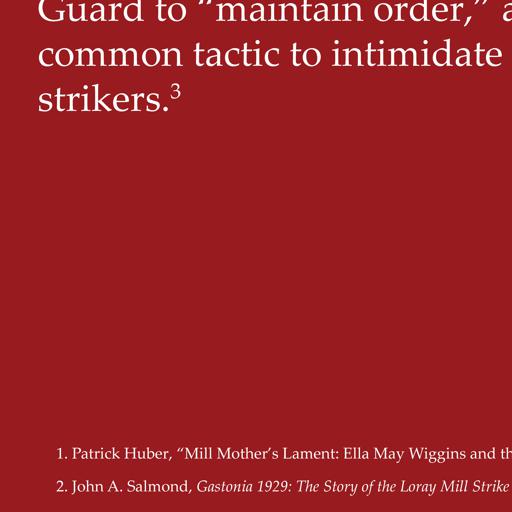 Guard to “maintain order,” a
common tactic to intimidate
strikers.³
1. Patrick Huber, “Mill Mother’s Lament: Ella May Wiggins and th
2. John A. Salmond, Gastonia 1929: The Story of the Loray Mill Strike